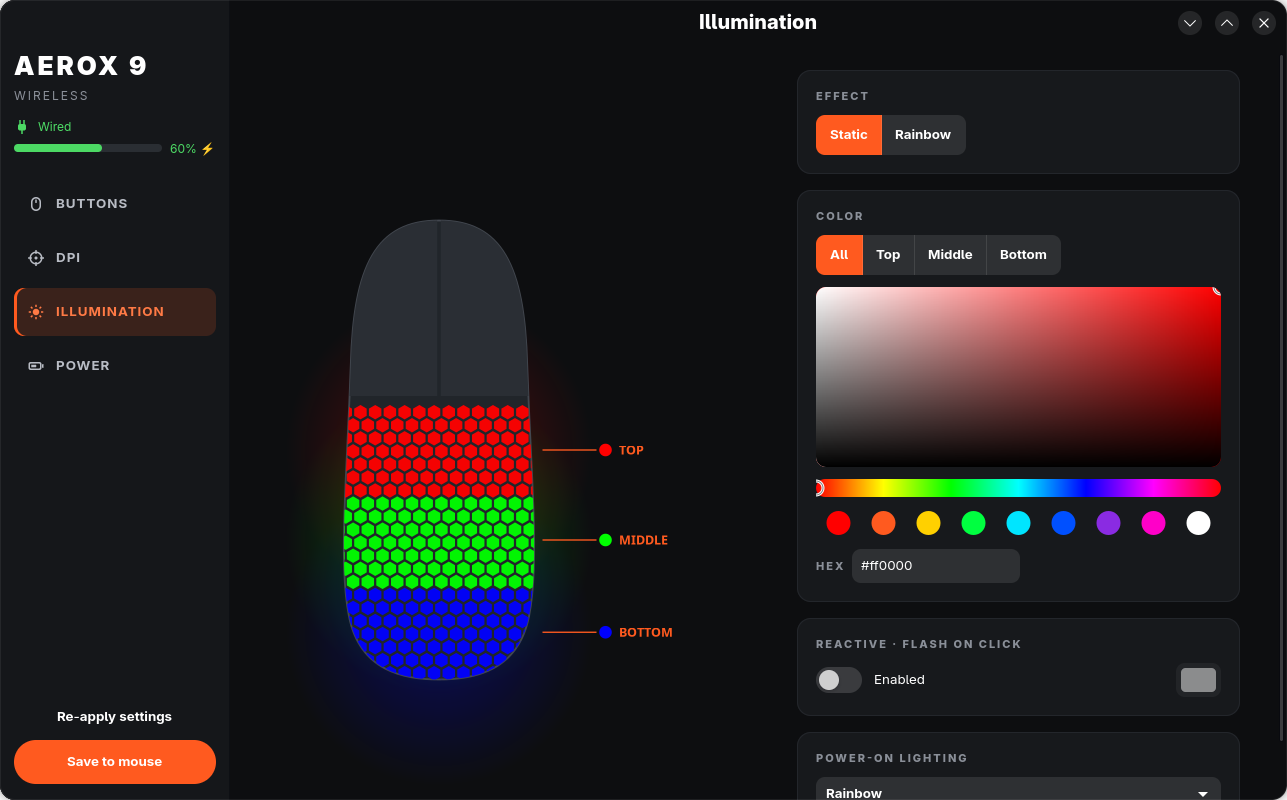 Illumination
AEROX 9
WIRELESS
Wired
60% ⚡
BUTTONS
DPI
ILLUMINATION
POWER
Re-apply settings
Save to mouse
TOP
MIDDLE
BOTTOM
EFFECT
Static Rainbow
COLOR
All Top Middle Bottom
HEX #ff0000
REACTIVE · FLASH ON CLICK
Enabled
POWER-ON LIGHTING
Rainbow